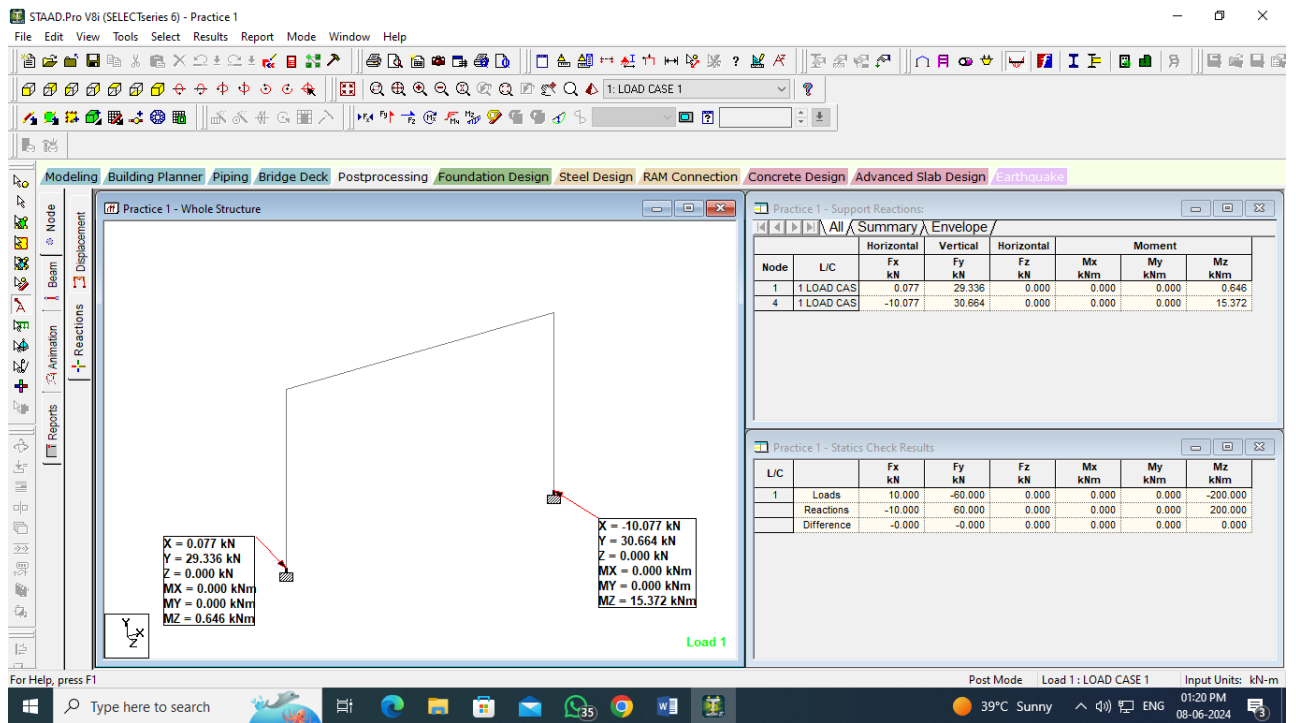 STAAD.Pro V8i (SELECTseries 6) - Practice 1
File Edit View Tools Select Results Report Mode Window Help
1: LOAD CASE 1
Modeling Building Planner Piping Bridge Deck Postprocessing Foundation Design Steel Design RAM Connection Concrete Design Advanced Slab Design Earthquake
Node
Beam
Animation
Reports
Displacement
Reactions
Practice 1 - Whole Structure
X = 0.077 kN
Y = 29.336 kN
Z = 0.000 kN
MX = 0.000 kNm
MY = 0.000 kNm
MZ = 0.646 kNm
X = -10.077 kN
Y = 30.664 kN
Z = 0.000 kN
MX = 0.000 kNm
MY = 0.000 kNm
MZ = 15.372 kNm
Y
X
Z
Load 1
Practice 1 - Support Reactions:
All Summary Envelope
Horizontal Vertical Horizontal Moment
Node L/C Fx kN Fy kN Fz kN Mx kNm My kNm Mz kNm
1 1 LOAD CAS 0.077 29.336 0.000 0.000 0.000 0.646
4 1 LOAD CAS -10.077 30.664 0.000 0.000 0.000 15.372
Practice 1 - Statics Check Results
L/C Fx kN Fy kN Fz kN Mx kNm My kNm Mz kNm
1 Loads 10.000 -60.000 0.000 0.000 0.000 -200.000
Reactions -10.000 60.000 0.000 0.000 0.000 200.000
Difference -0.000 -0.000 0.000 0.000 0.000 0.000
For Help, press F1
Post Mode Load 1 : LOAD CASE 1 Input Units: kN-m
Type here to search
35
39°C Sunny
ENG
01:20 PM
08-06-2024
3